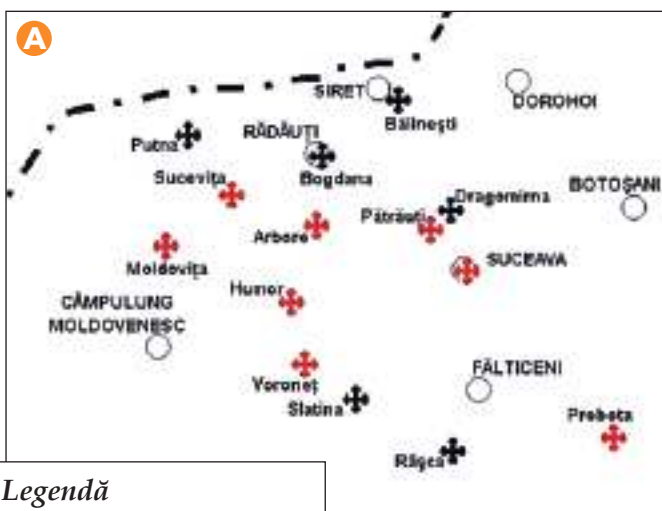 A
SIRET
DOROHOI
Bălinești
Putna
RĂDĂUȚI
Bogdana
Sucevița
Dragomirna
BOTOȘANI
Pătrăuți
Arbore
SUCEAVA
Moldovița
Humor
CÂMPULUNG
MOLDOVENESC
FĂLTICENI
Voroneț
Slatina
Probota
Râșca
Legendă